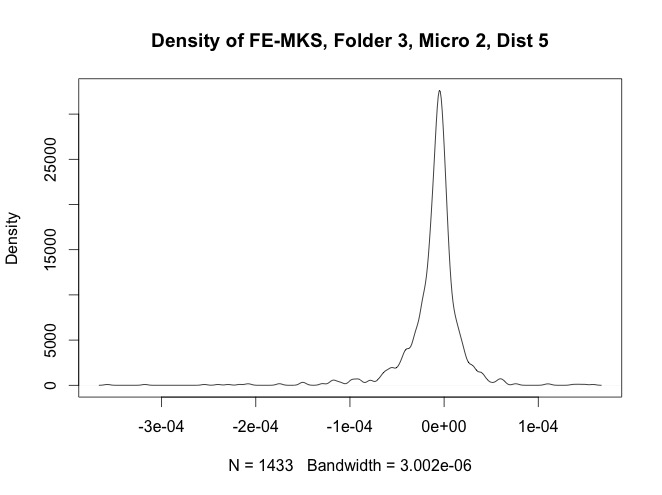 Density of FE-MKS, Folder 3, Micro 2, Dist 5
Density
25000
15000
5000
0
-3e-04 -2e-04 -1e-04 0e+00 1e-04
N = 1433 Bandwidth = 3.002e-06